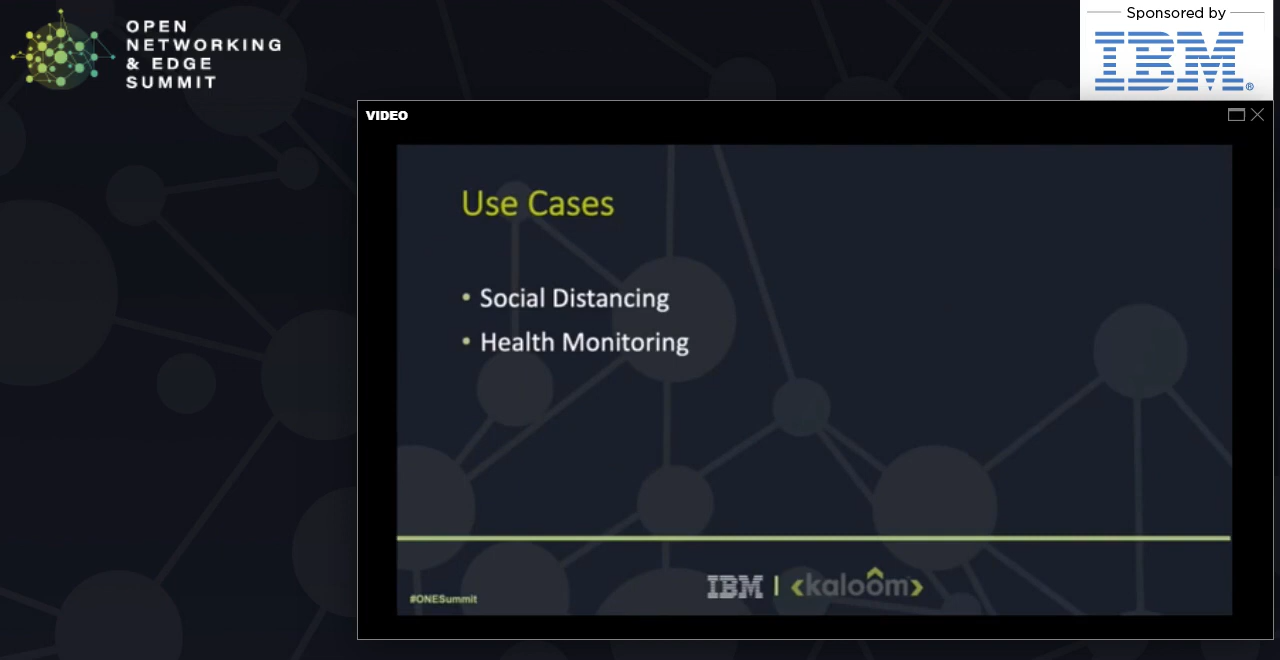 OPEN
NETWORKING
& EDGE
SUMMIT
Sponsored by
IBM®
VIDEO
Use Cases
• Social Distancing
• Health Monitoring
IBM | <kaloom>
#ONESummit